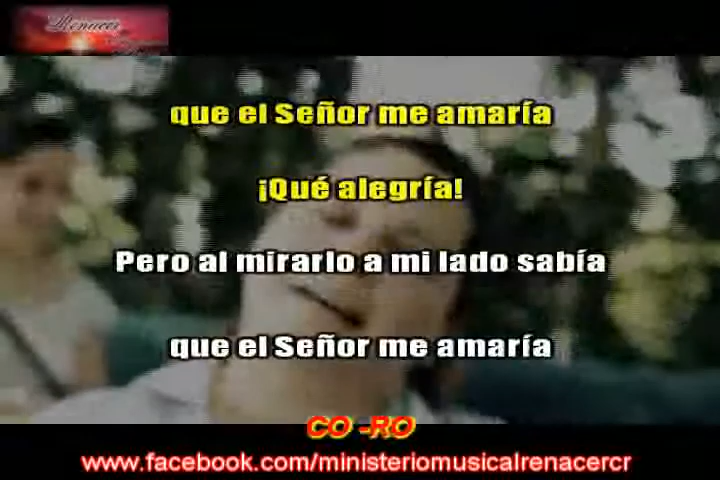 Renacer
que el Señor me amaría
¡Qué alegría!
Pero al mirarlo a mi lado sabía
que el Señor me amaría
CO -RO
www.facebook.com/ministeriomusicalrenacercr